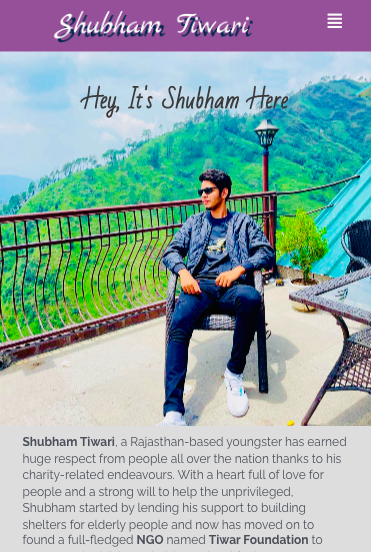 Shubham Tiwari
Hey, It's Shubham Here
Shubham Tiwari, a Rajasthan-based youngster has earned
huge respect from people all over the nation thanks to his
charity-related endeavours. With a heart full of love for
people and a strong will to help the unprivileged,
Shubham started by lending his support to building
shelters for elderly people and now has moved on to
found a full-fledged NGO named Tiwar Foundation to